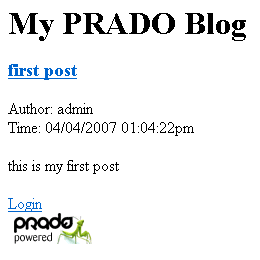 My PRADO Blog
first post
Author: admin
Time: 04/04/2007 01:04:22pm
this is my first post
Login
prado
powered